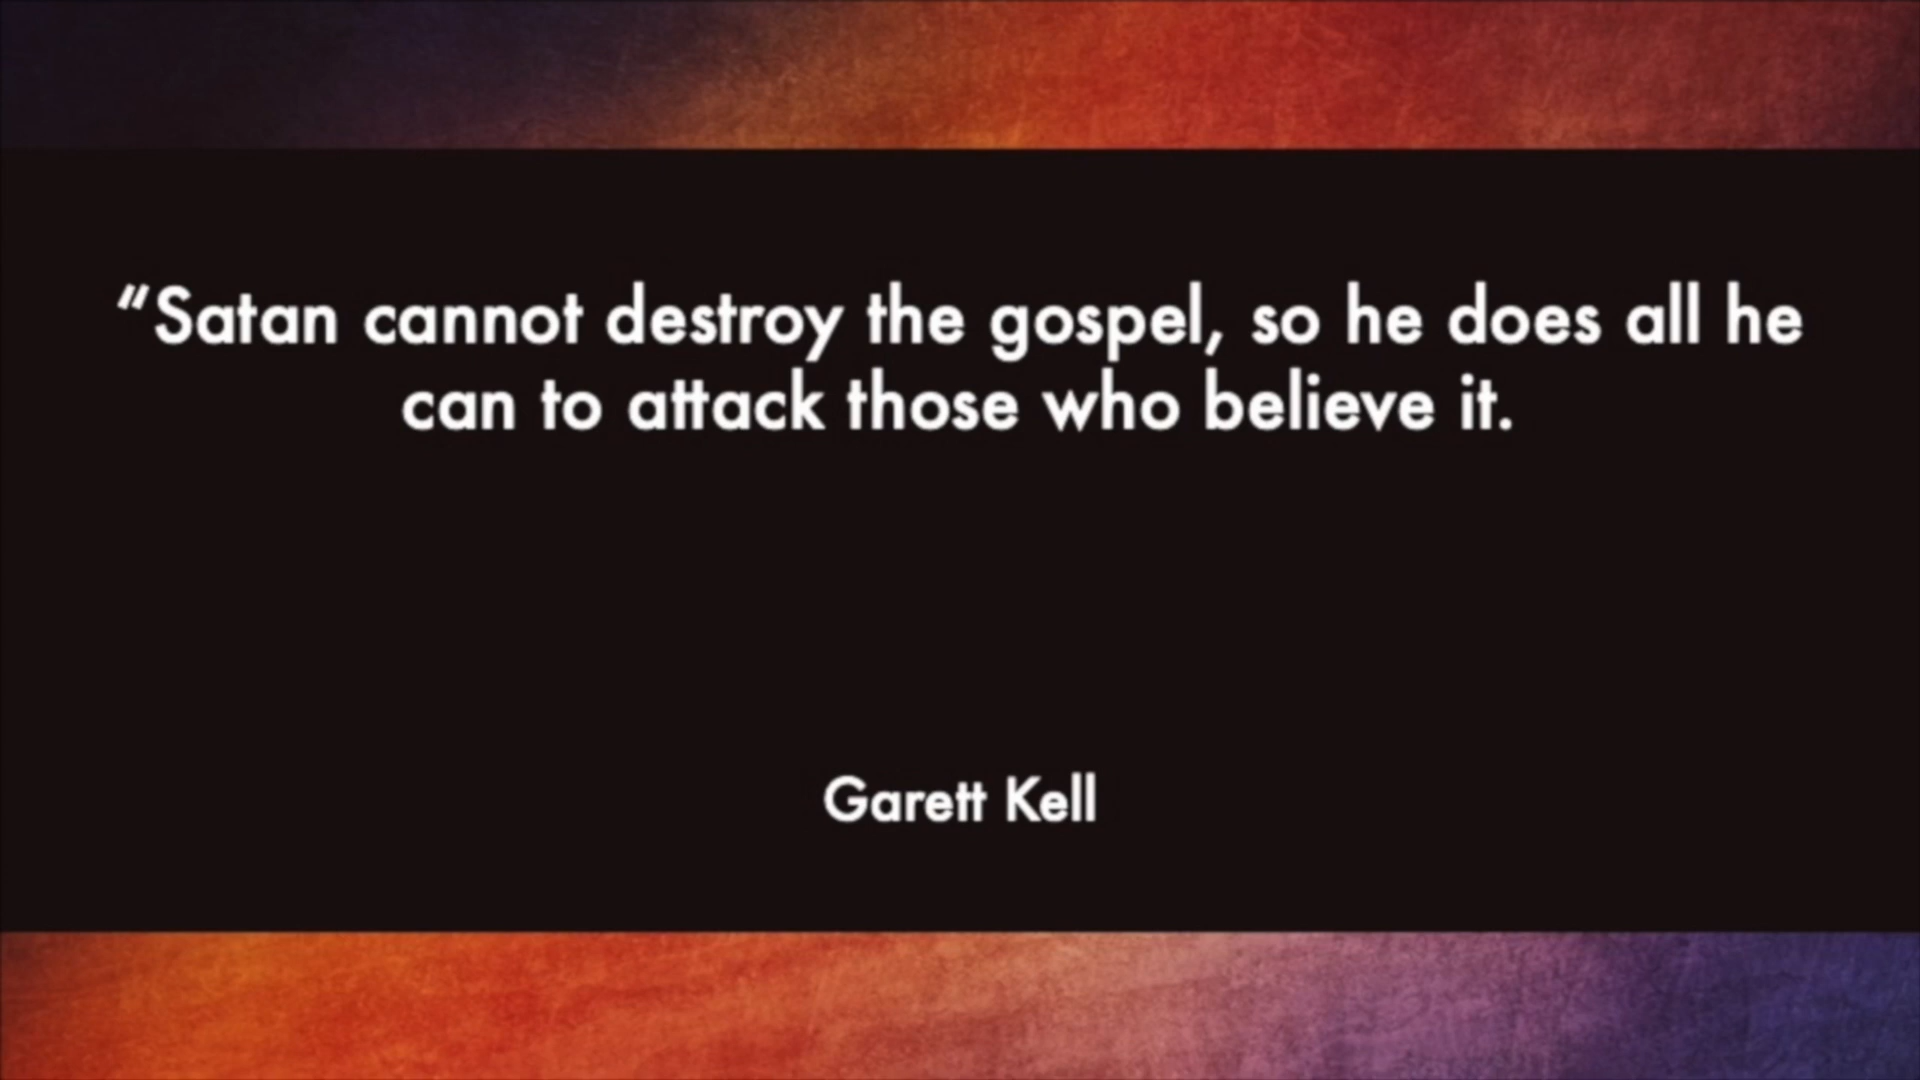 “Satan cannot destroy the gospel, so he does all he
can to attack those who believe it.
Garett Kell